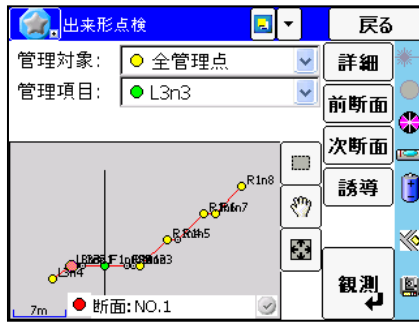 出来形点検
戻る
管理対象: 全管理点
詳細
管理項目: L3n3
前断面
次断面
誘導
R1n8
L3n4
7m
断面:NO.1
観測